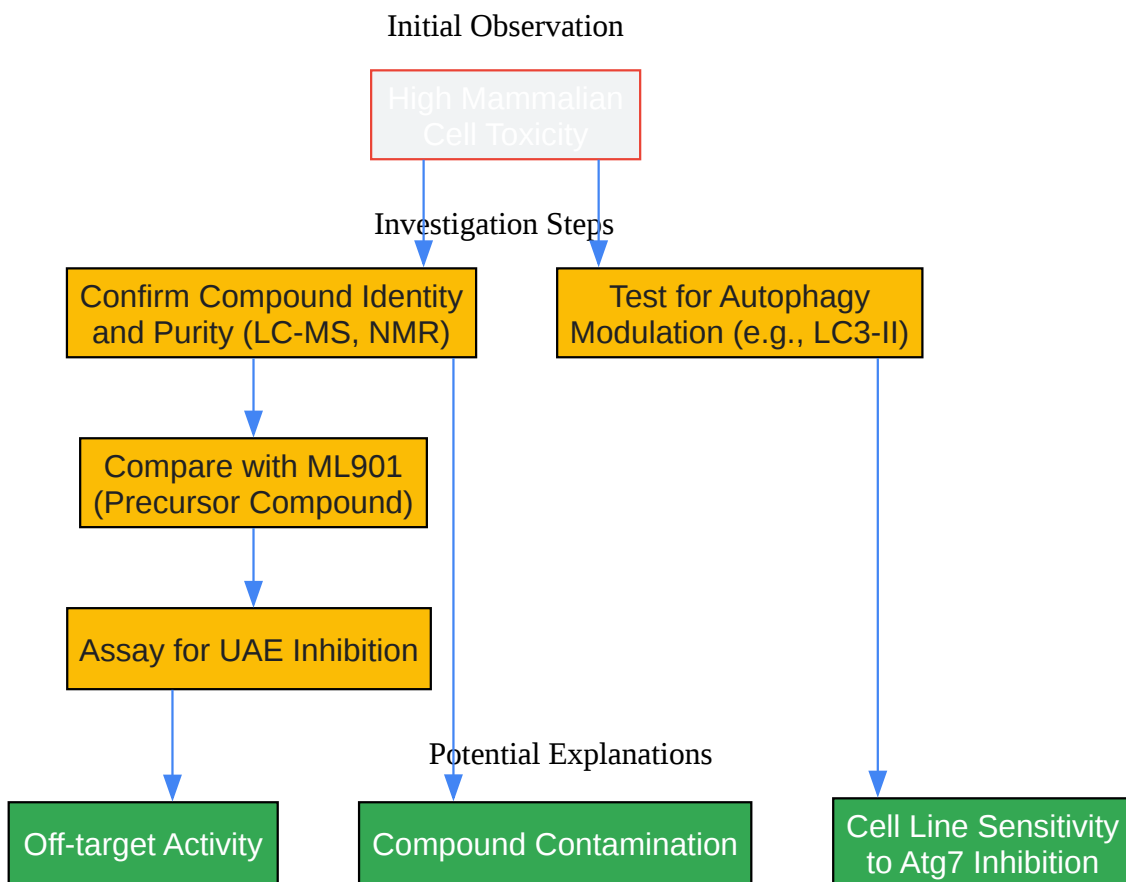 Initial Observation
High Mammalian
Cell Toxicity
Investigation Steps
Confirm Compound Identity
and Purity (LC-MS, NMR)
Test for Autophagy
Modulation (e.g., LC3-II)
Compare with ML901
(Precursor Compound)
Assay for UAE Inhibition
Potential Explanations
Off-target Activity
Compound Contamination
Cell Line Sensitivity
to Atg7 Inhibition